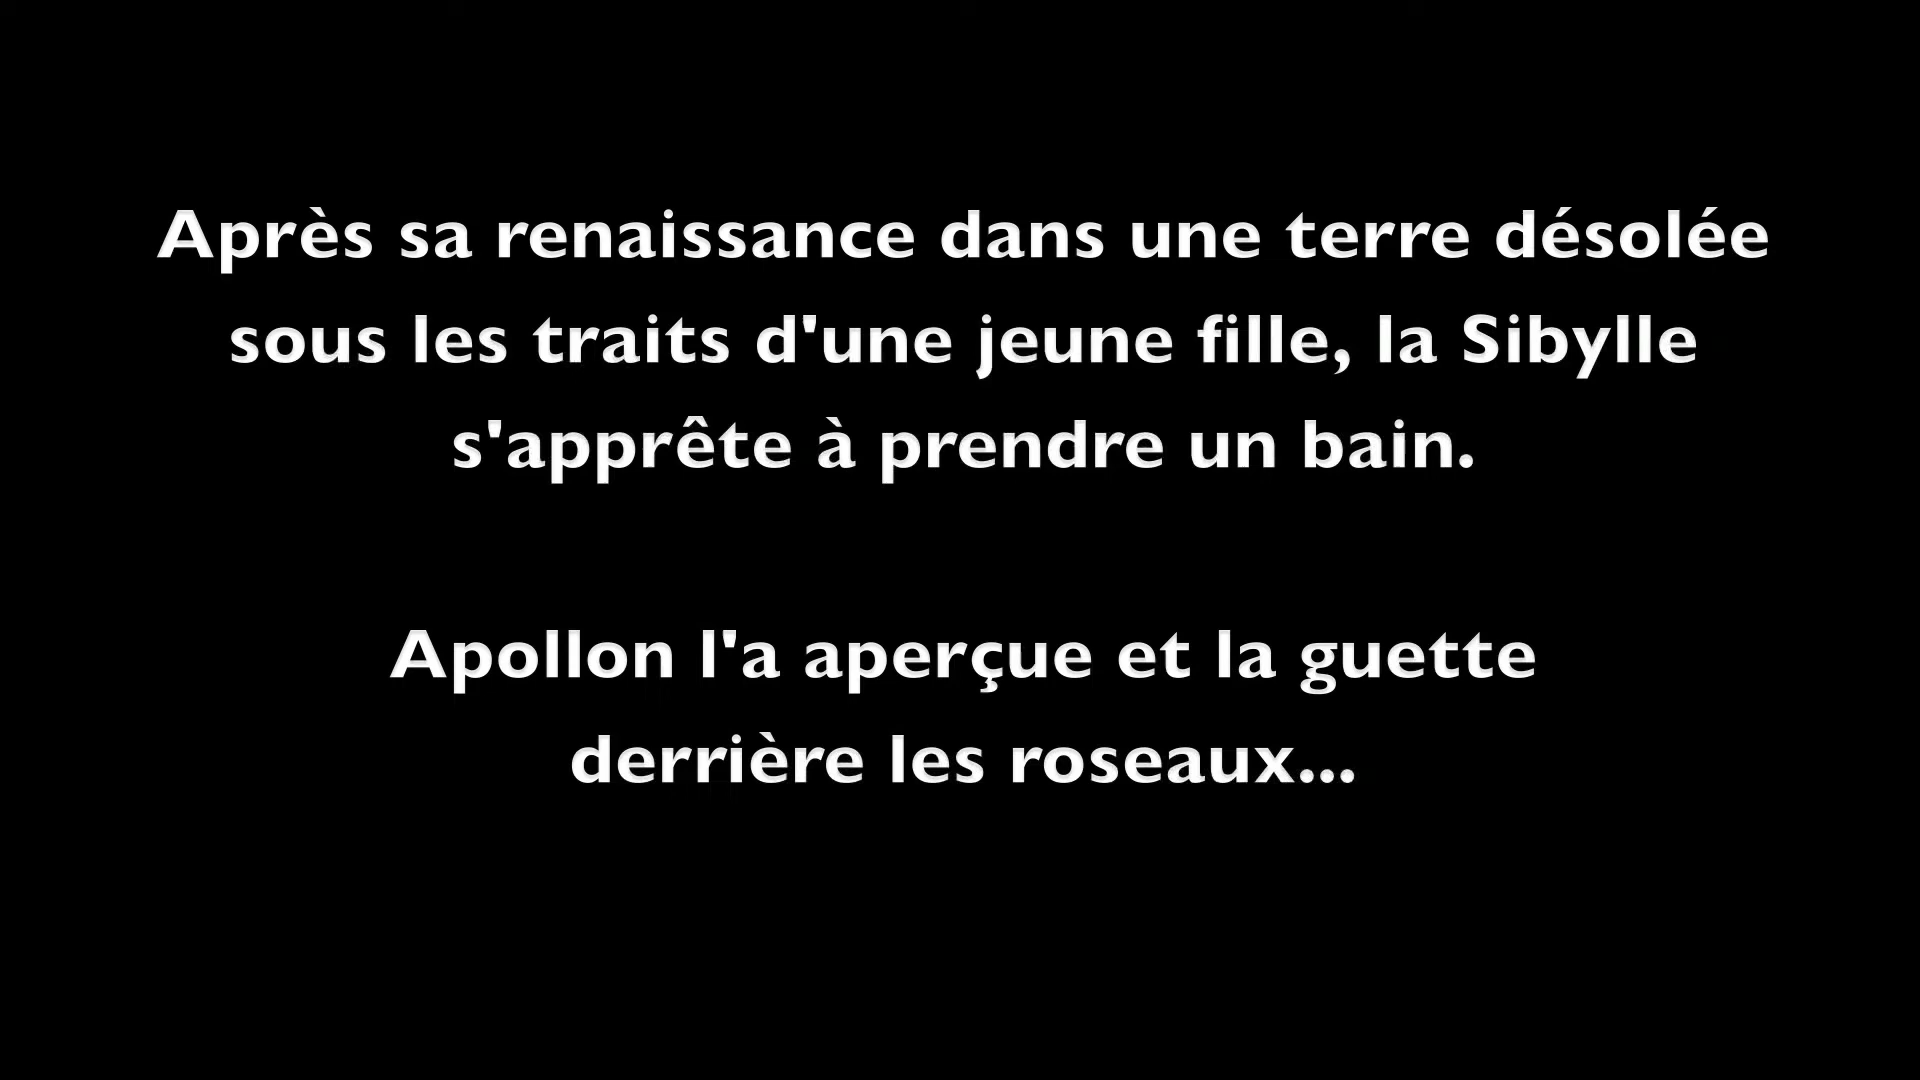 Après sa renaissance dans une terre désolée
sous les traits d'une jeune fille, la Sibylle
s'apprête à prendre un bain.
Apollon l'a aperçue et la guette
derrière les roseaux...